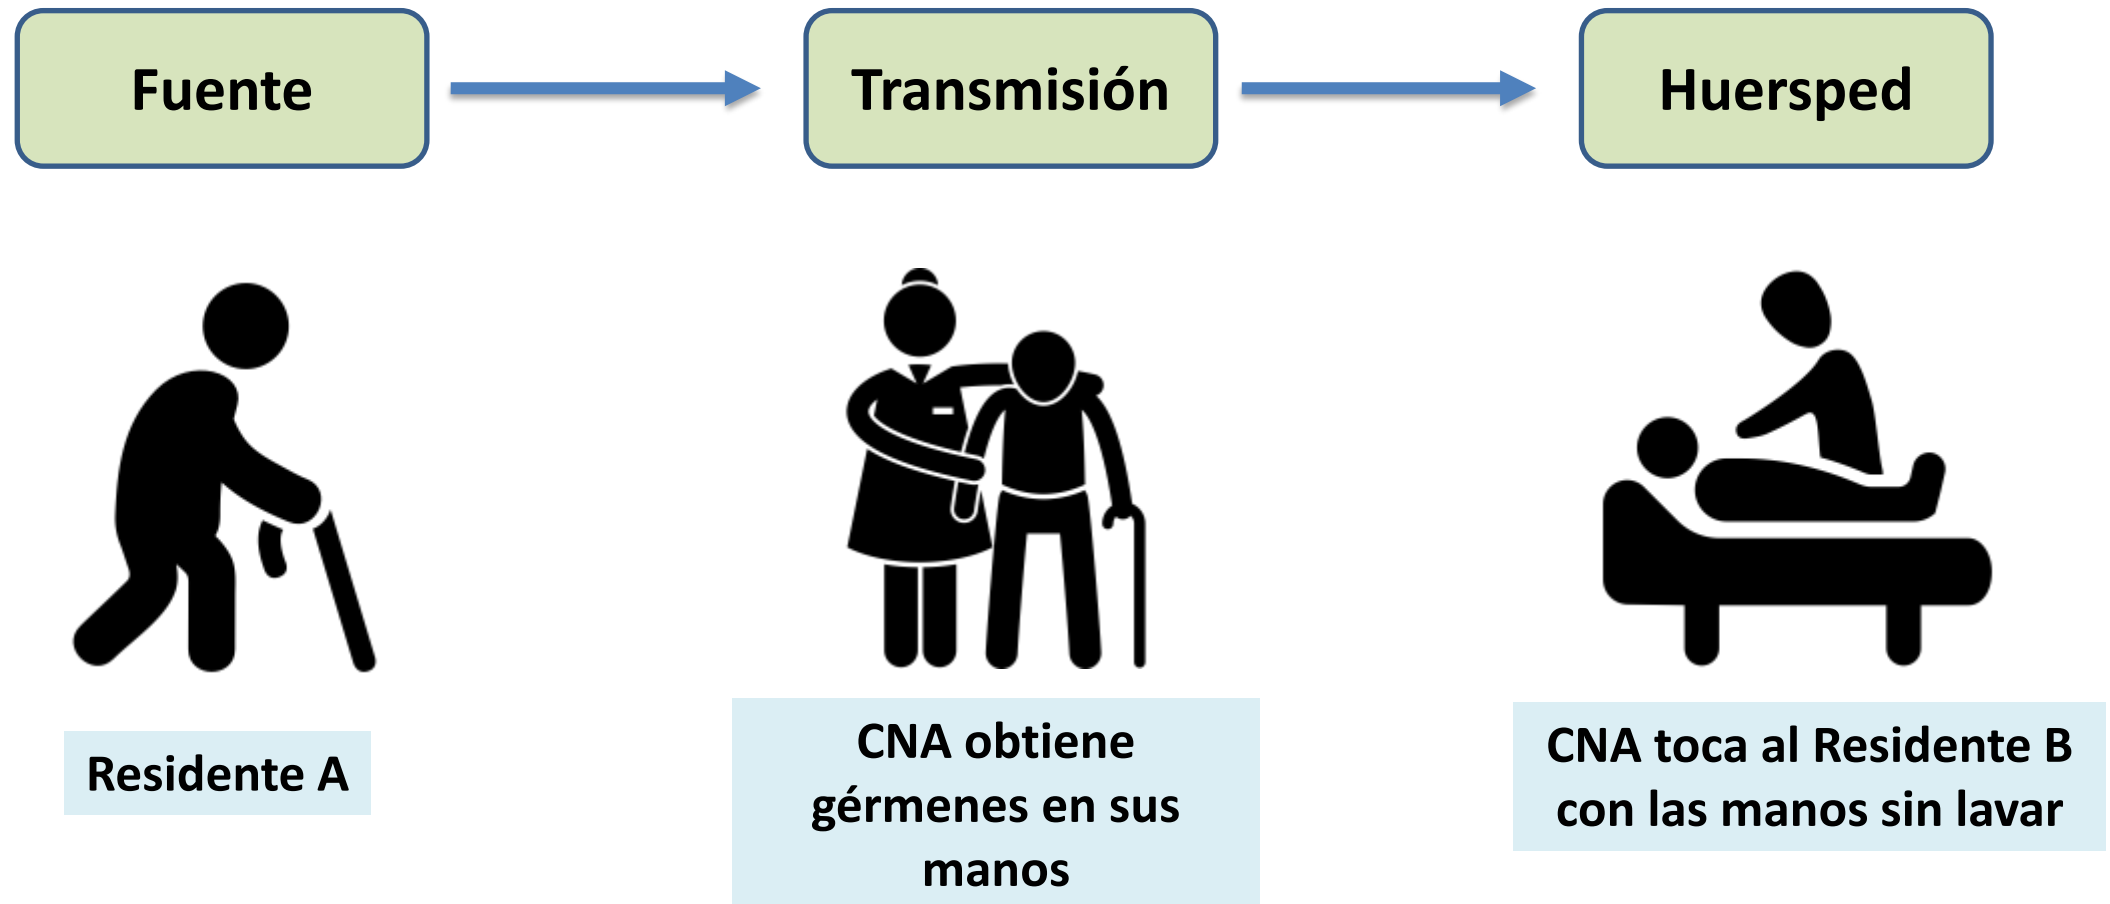 Fuente
Transmisión
Huersped
Residente A
CNA obtiene
gérmenes en sus
manos
CNA toca al Residente B
con las manos sin lavar